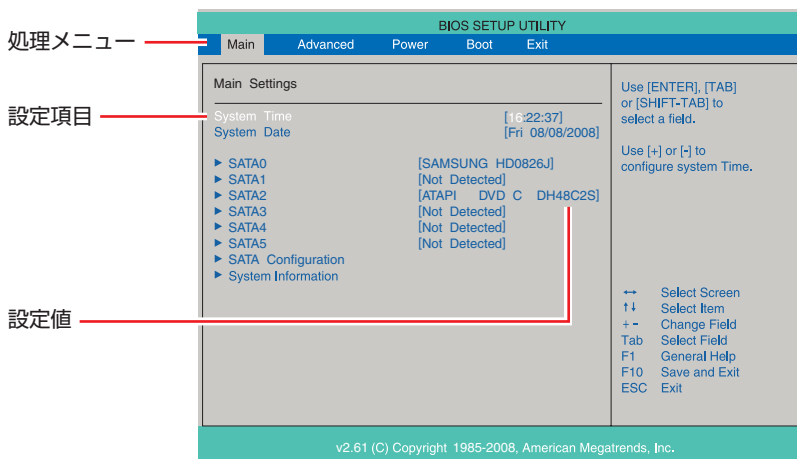 BIOS SETUP UTILITY
処理メニュー
Main Advanced Power Boot Exit
Main Settings
設定項目
System Time [16:22:37]
System Date [Fri 08/08/2008]
► SATA0 [SAMSUNG HD0826J]
► SATA1 [Not Detected]
► SATA2 [ATAPI DVD C DH48C2S]
► SATA3 [Not Detected]
► SATA4 [Not Detected]
► SATA5 [Not Detected]
► SATA Configuration
► System Information
設定値
Use [ENTER], [TAB]
or [SHIFT-TAB] to
select a field.
Use [+] or [-] to
configure system Time.
↔ Select Screen
↑↓ Select Item
+ - Change Field
Tab Select Field
F1 General Help
F10 Save and Exit
ESC Exit
v2.61 (C) Copyright 1985-2008, American Megatrends, Inc.